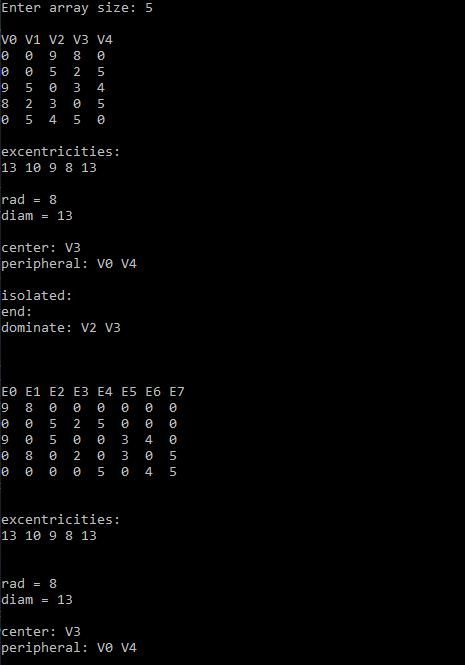 Enter array size: 5
V0 V1 V2 V3 V4
0 0 9 8 0
0 0 5 2 5
9 5 0 3 4
8 2 3 0 5
0 5 4 5 0
excentricities:
13 10 9 8 13
rad = 8
diam = 13
center: V3
peripheral: V0 V4
isolated:
end:
dominate: V2 V3
E0 E1 E2 E3 E4 E5 E6 E7
9 8 0 0 0 0 0 0
0 0 5 2 5 0 0 0
9 0 5 0 0 3 4 0
0 8 0 2 0 3 0 5
0 0 0 0 5 0 4 5
excentricities:
13 10 9 8 13
rad = 8
diam = 13
center: V3
peripheral: V0 V4